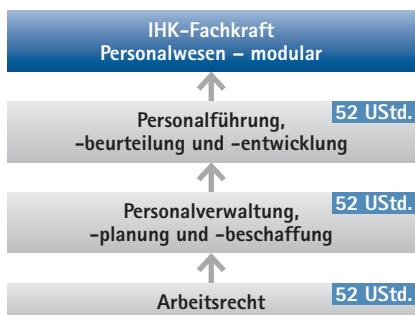 IHK-Fachkraft
Personalwesen – modular
Personalführung,
-beurteilung und -entwicklung
52 UStd.
Personalverwaltung,
-planung und -beschaffung
52 UStd.
Arbeitsrecht
52 UStd.